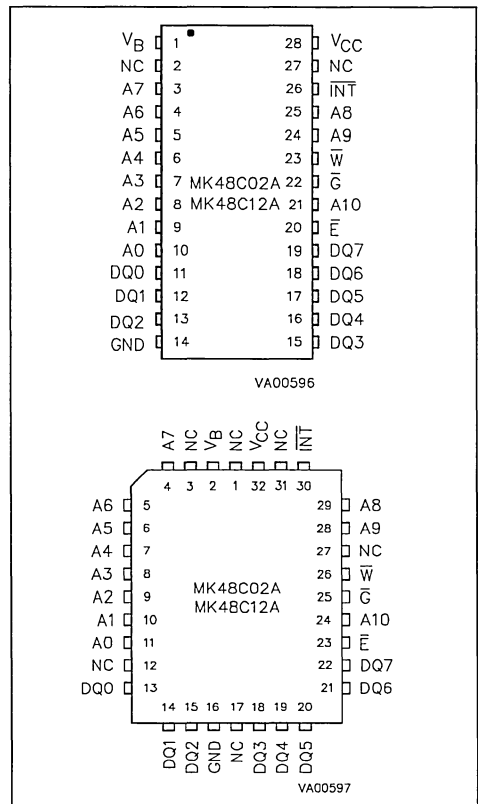 V̅B 1 28 VCC
NC 2 27 NC
A7 3 26 I̅N̅T̅
A6 4 25 A8
A5 5 24 A9
A4 6 23 W̅
A3 7 MK48C02A 22 G̅
A2 8 MK48C12A 21 A10
A1 9 20 E̅
A0 10 19 DQ7
DQ0 11 18 DQ6
DQ1 12 17 DQ5
DQ2 13 16 DQ4
GND 14 15 DQ3
VA00596
A7 NC VB NC VCC NC I̅N̅T̅
4 3 2 1 32 31 30
A6 5 29 A8
A5 6 28 A9
A4 7 27 NC
A3 8 26 W̅
MK48C02A
A2 9 25 G̅
MK48C12A
A1 10 24 A10
A0 11 23 E̅
NC 12 22 DQ7
DQ0 13 21 DQ6
14 15 16 17 18 19 20
DQ1 DQ2 GND NC DQ3 DQ4 DQ5
VA00597